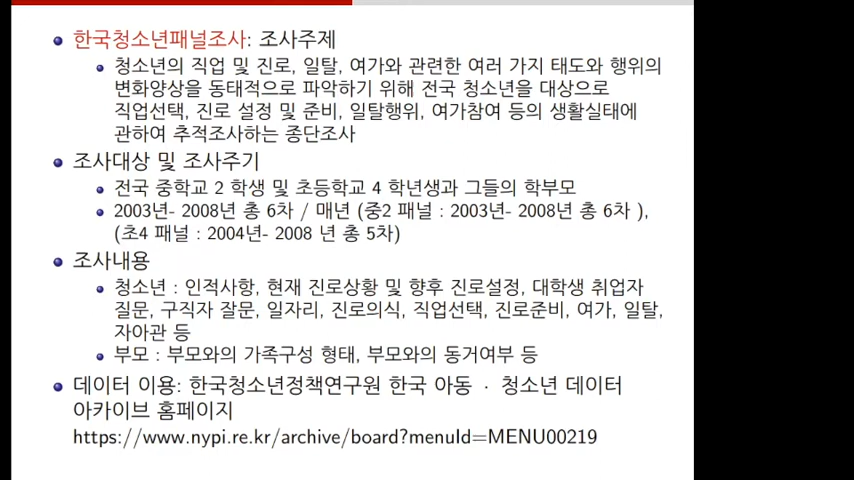 한국청소년패널조사: 조사주제
청소년의 직업 및 진로, 일탈, 여가와 관련한 여러 가지 태도와 행위의
변화양상을 동태적으로 파악하기 위해 전국 청소년을 대상으로
직업선택, 진로 설정 및 준비, 일탈행위, 여가참여 등의 생활실태에
관하여 추적조사하는 종단조사
조사대상 및 조사주기
전국 중학교 2 학생 및 초등학교 4 학년생과 그들의 학부모
2003년- 2008년 총 6차 / 매년 (중2 패널 : 2003년- 2008년 총 6차 ),
(초4 패널 : 2004년- 2008 년 총 5차)
조사내용
청소년 : 인적사항, 현재 진로상황 및 향후 진로설정, 대학생 취업자
질문, 구직자 잘문, 일자리, 진로의식, 직업선택, 진로준비, 여가, 일탈,
자아관 등
부모 : 부모와의 가족구성 형태, 부모와의 동거여부 등
데이터 이용: 한국청소년정책연구원 한국 아동 · 청소년 데이터
아카이브 홈페이지
https://www.nypi.re.kr/archive/board?menuId=MENU00219